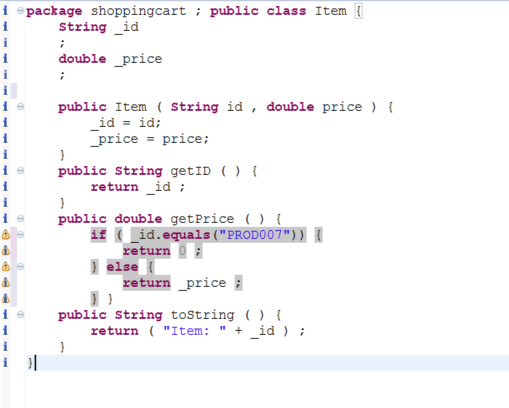 package shoppingcart ; public class Item {
String _id
;
double _price
;
public Item ( String id , double price ) {
_id = id;
_price = price;
}
public String getID ( ) {
return _id ;
}
public double getPrice ( ) {
if ( _id.equals("PROD007")) {
return 0 ;
} else {
return _price ;
} }
public String toString ( ) {
return ( "Item: " + _id ) ;
}
}